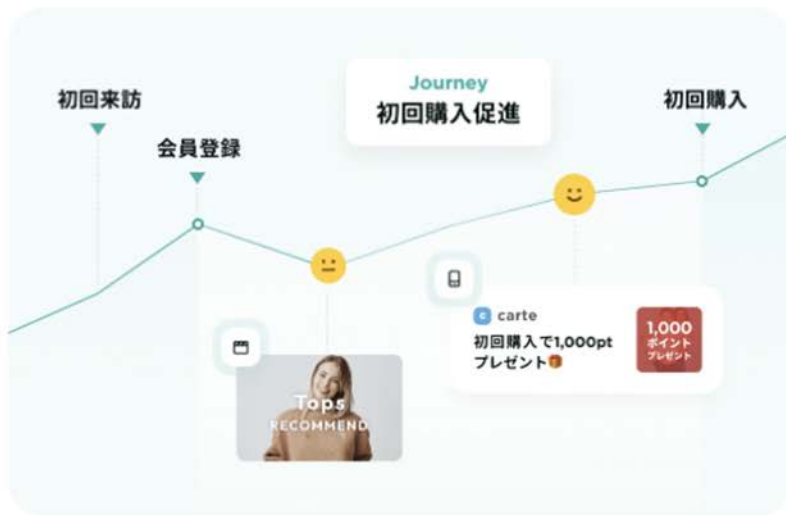 Journey
初回購入促進
初回来訪
会員登録
初回購入
Tops
RECOMMEND
c carte
初回購入で1,000pt
プレゼント🎁
1,000
ポイント
プレゼント